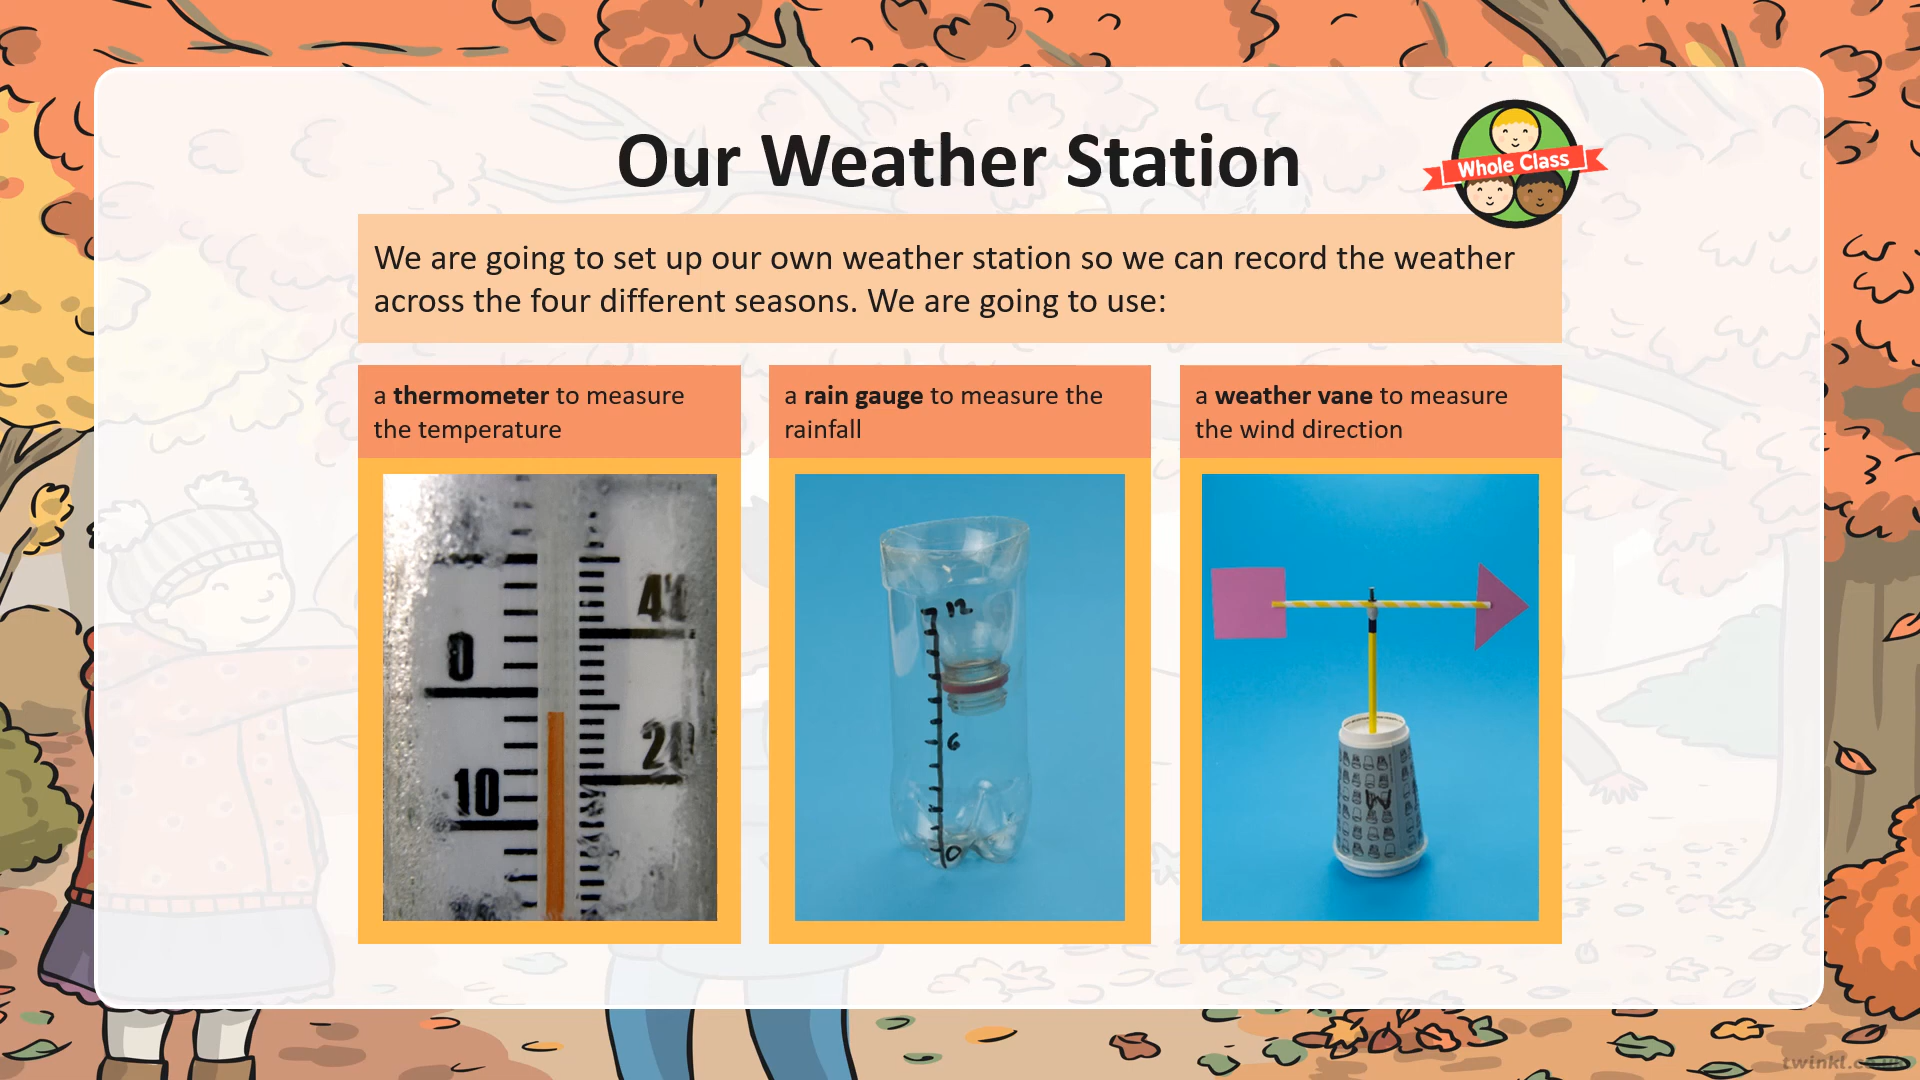 Our Weather Station
Whole Class
We are going to set up our own weather station so we can record the weather
across the four different seasons. We are going to use:
a thermometer to measure
the temperature
a rain gauge to measure the
rainfall
a weather vane to measure
the wind direction
0
10
20
12
6
0
twinkl.co.uk